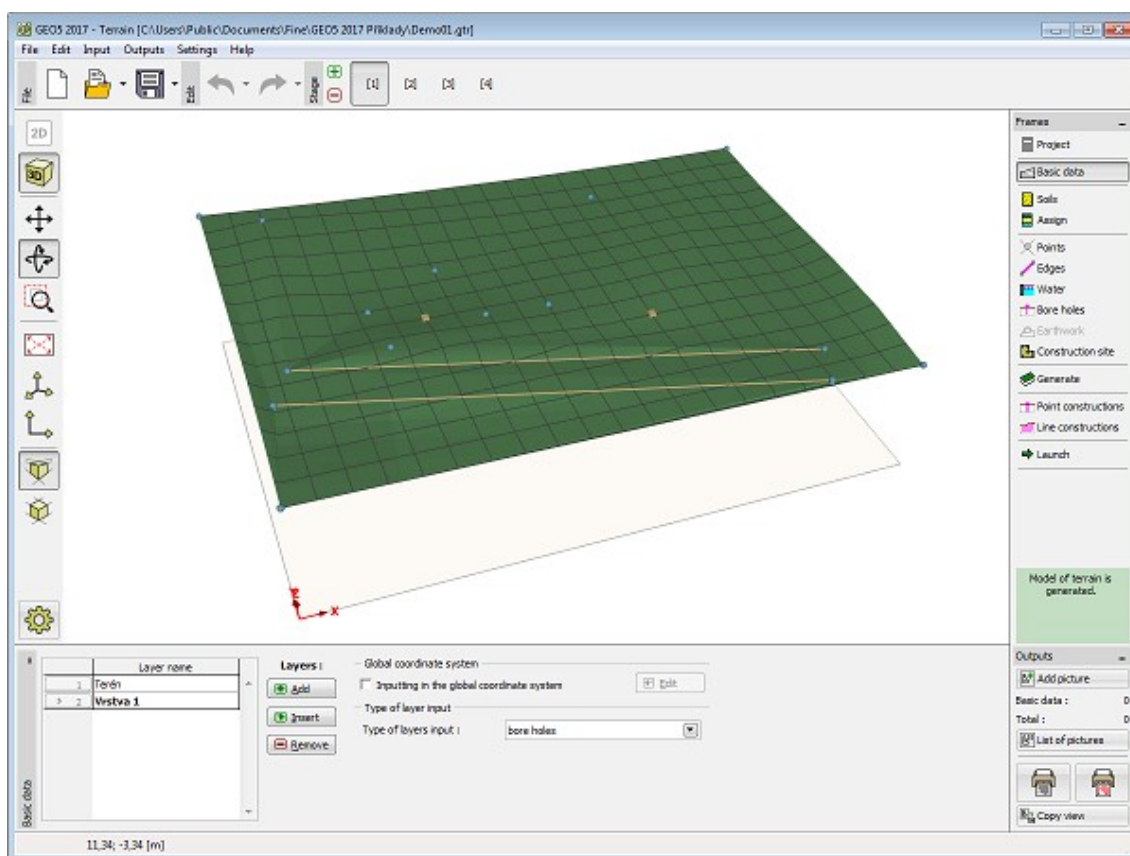 GEO5 2017 - Terrain [C:\Users\Public\Documents\Fine\GEO5 2017 Příklady\Demo01.gtr]
File Edit Input Outputs Settings Help
File
Edit
Stage
[1] [2] [3] [4]
2D
3D
Z
X
Frames
Project
Basic data
Soils
Assign
Points
Edges
Water
Bore holes
Earthwork
Construction site
Generate
Point constructions
Line constructions
Launch
Model of terrain is
generated.
Outputs
Add picture
Basic data : 0
Total : 0
List of pictures
Copy view
Basic data
Layer name
1 Terén
> 2 Vrstva 1
Layers :
Add
Insert
Remove
Global coordinate system
Inputting in the global coordinate system
Edit
Type of layer input
Type of layers input : bore holes
11,34; -3,34 [m]